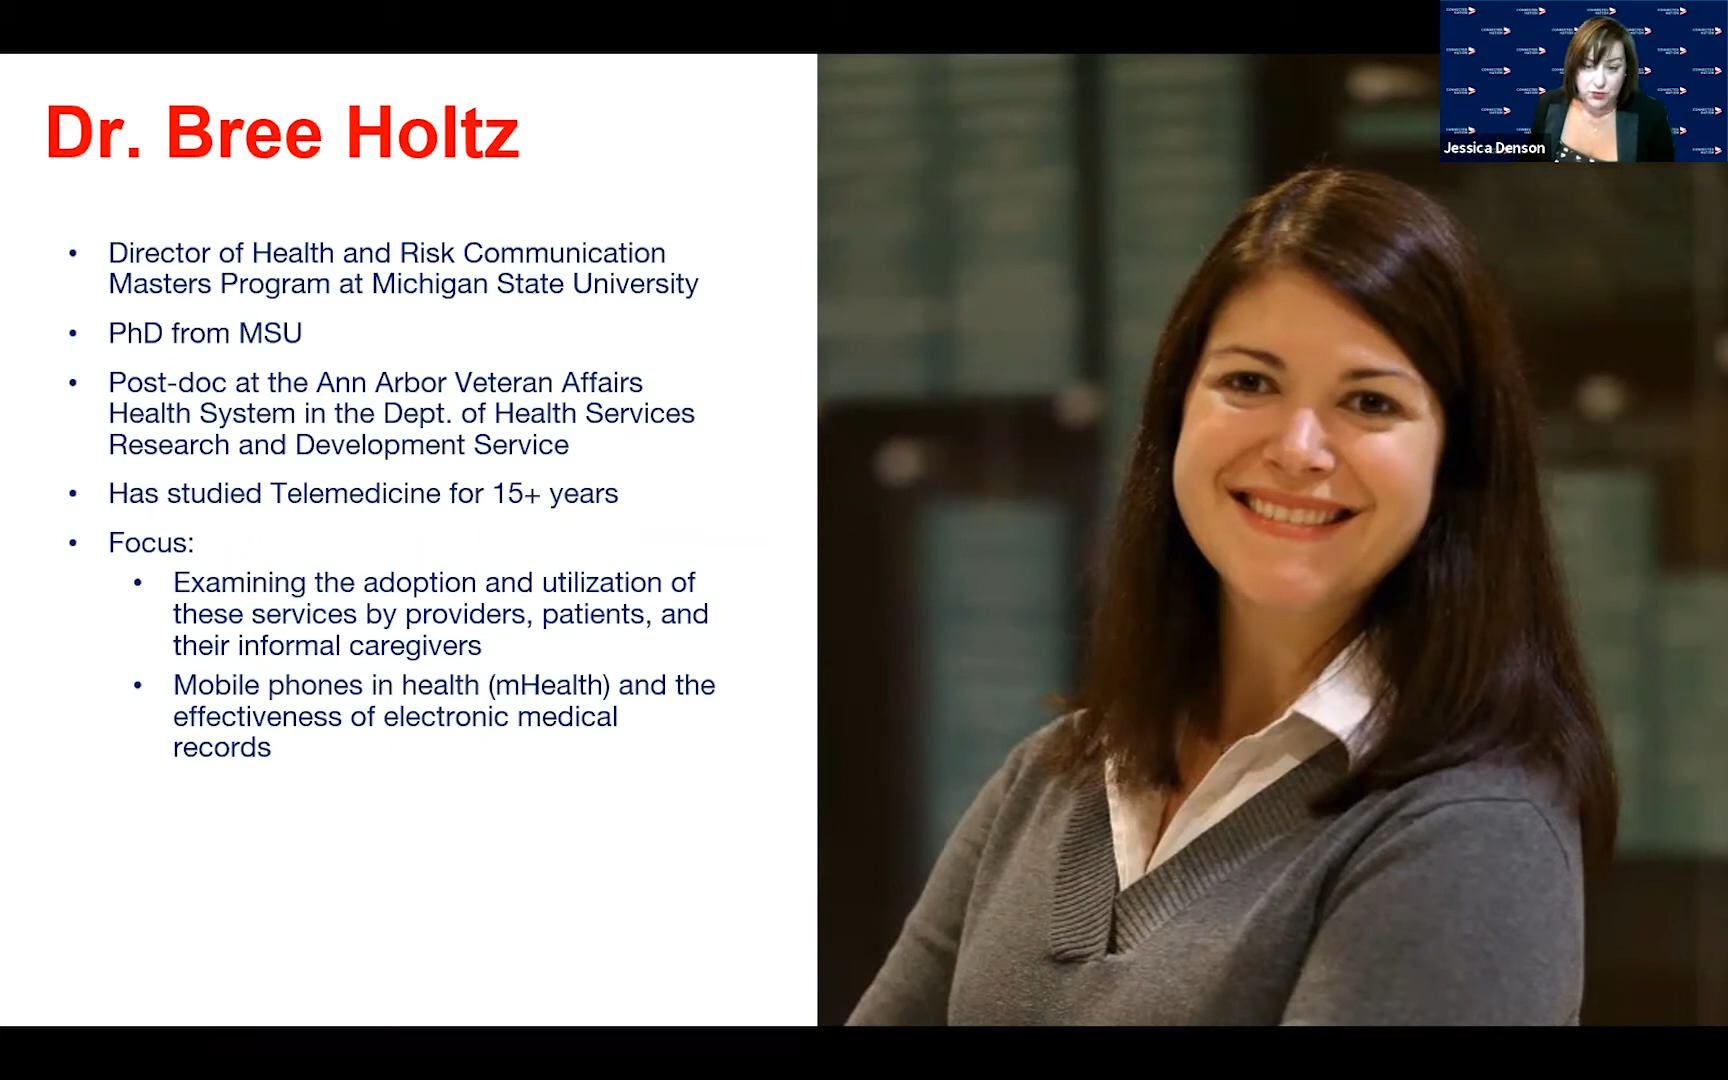 Dr. Bree Holtz
• Director of Health and Risk Communication
Masters Program at Michigan State University
• PhD from MSU
• Post-doc at the Ann Arbor Veteran Affairs
Health System in the Dept. of Health Services
Research and Development Service
• Has studied Telemedicine for 15+ years
• Focus:
• Examining the adoption and utilization of
these services by providers, patients, and
their informal caregivers
• Mobile phones in health (mHealth) and the
effectiveness of electronic medical
records
CONNECTED
NATION
Jessica Denson